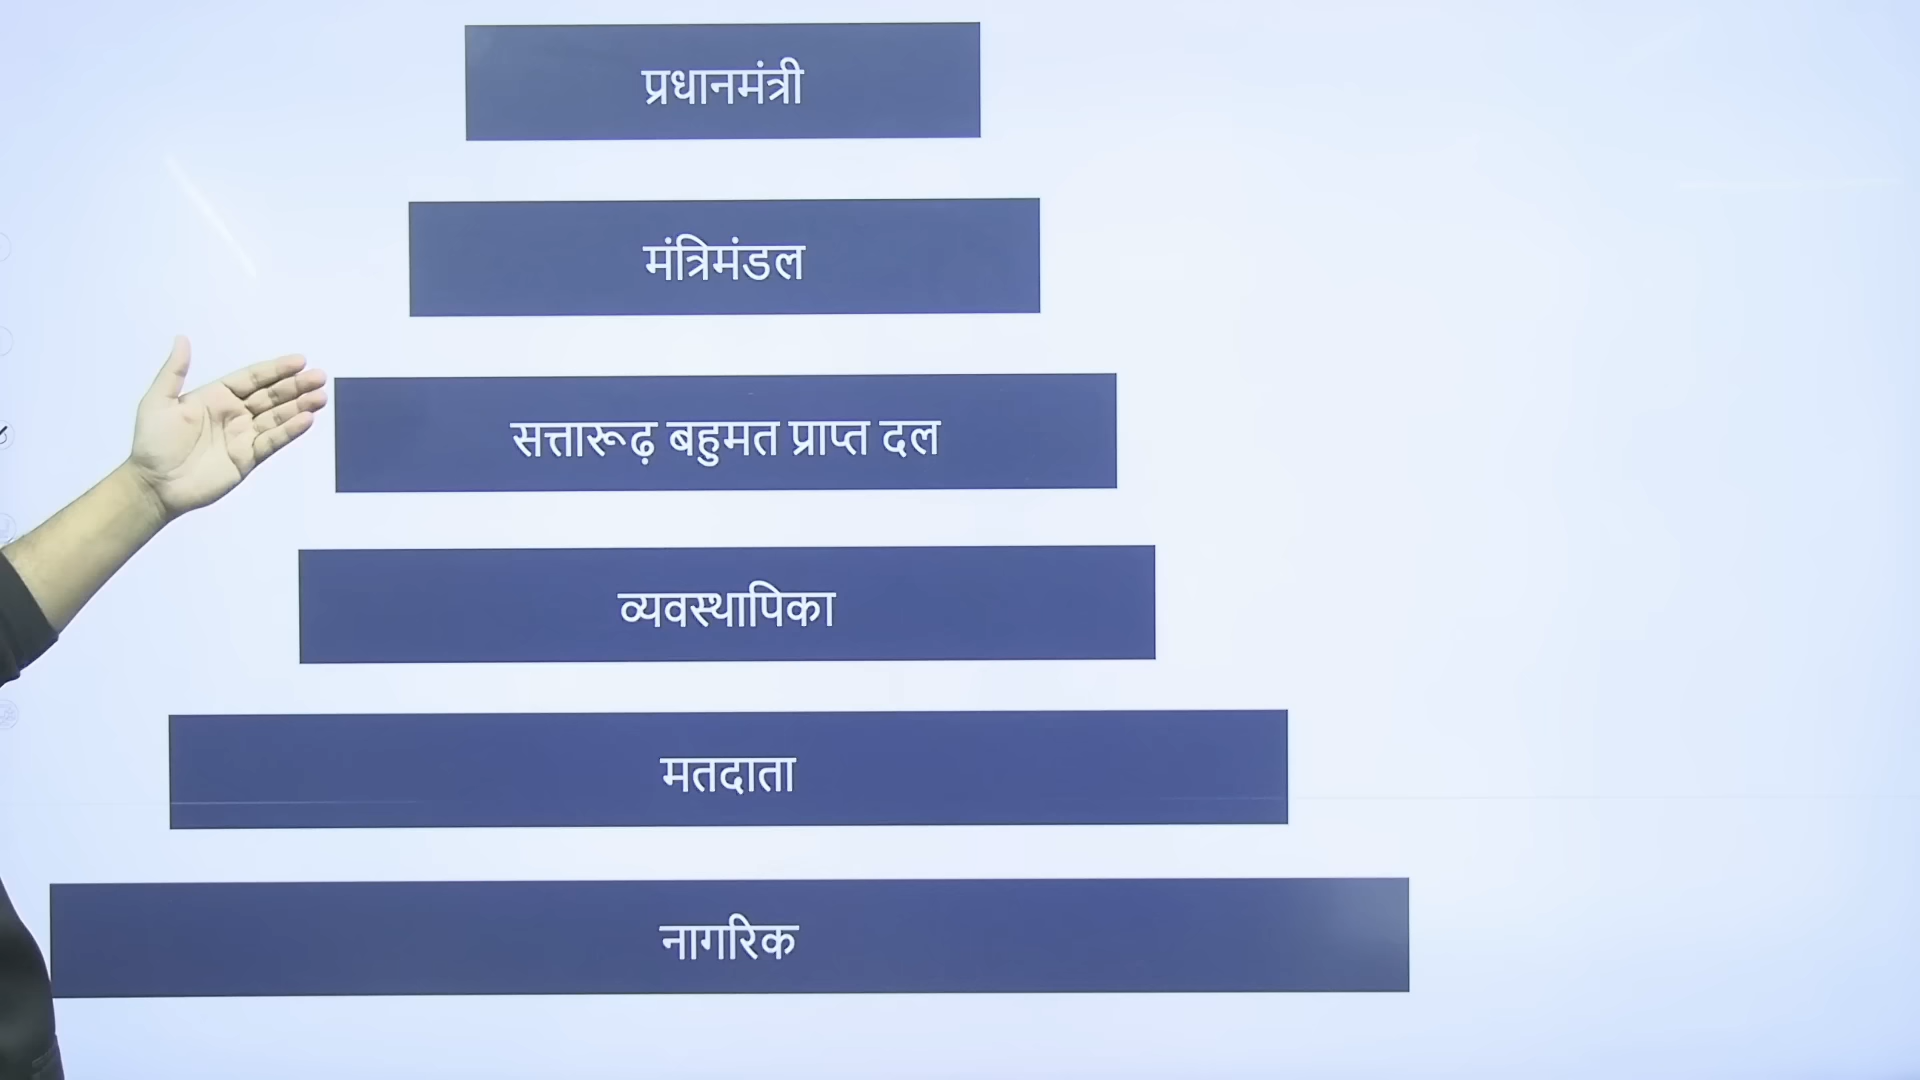 प्रधानमंत्री
मंत्रिमंडल
सत्तारूढ़ बहुमत प्राप्त दल
व्यवस्थापिका
मतदाता
नागरिक